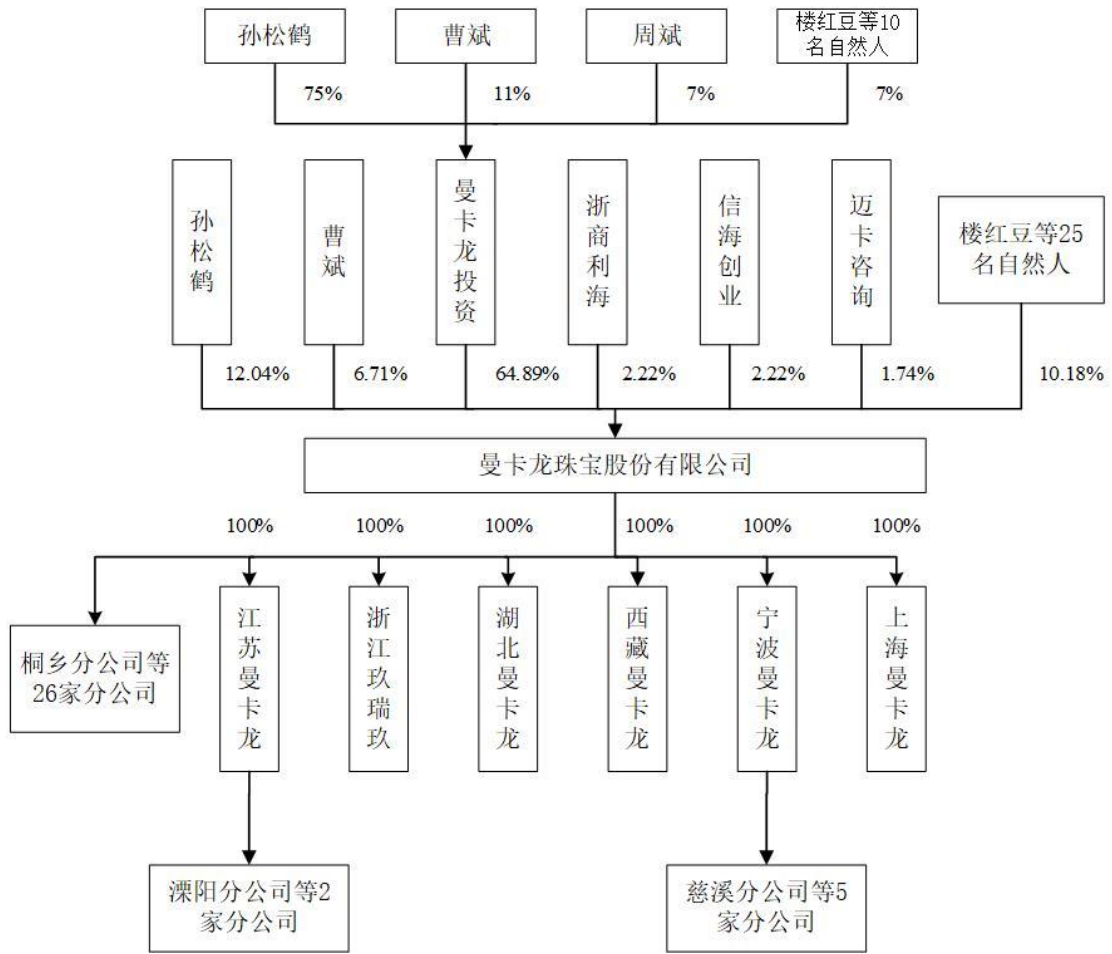 孙松鹤
曹斌
周斌
楼红豆等10
名自然人
75%
11%
7%
7%
孙松鹤
曹斌
曼卡龙投资
浙商利海
信海创业
迈卡咨询
楼红豆等25
名自然人
12.04%
6.71%
64.89%
2.22%
2.22%
1.74%
10.18%
曼卡龙珠宝股份有限公司
100%
100%
100%
100%
100%
100%
桐乡分公司等
26家分公司
江苏曼卡龙
浙江玖瑞玖
湖北曼卡龙
西藏曼卡龙
宁波曼卡龙
上海曼卡龙
溧阳分公司等2
家分公司
慈溪分公司等5
家分公司